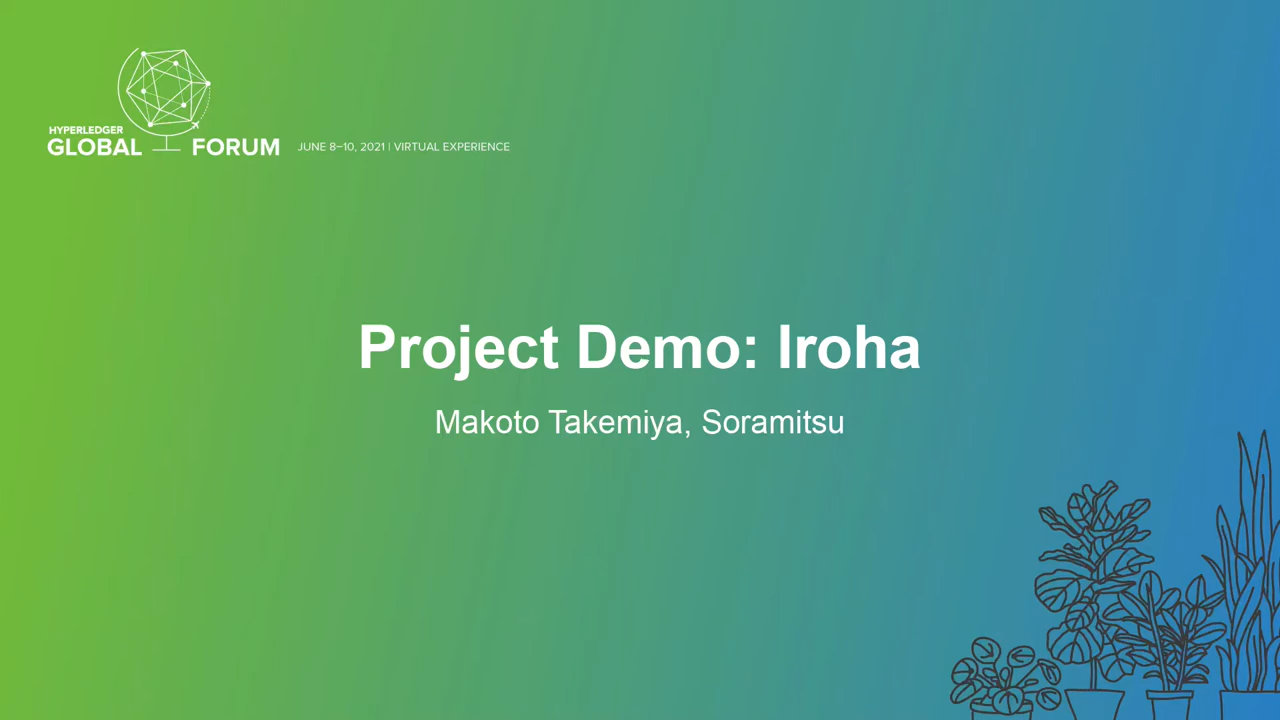 HYPERLEDGER
GLOBAL FORUM JUNE 8–10, 2021 | VIRTUAL EXPERIENCE
Project Demo: Iroha
Makoto Takemiya, Soramitsu